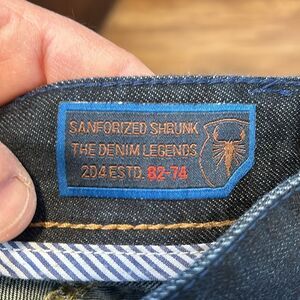 SANFORIZED SHRUNK
THE DENIM LEGENDS
2D4 ESTD. 82-74